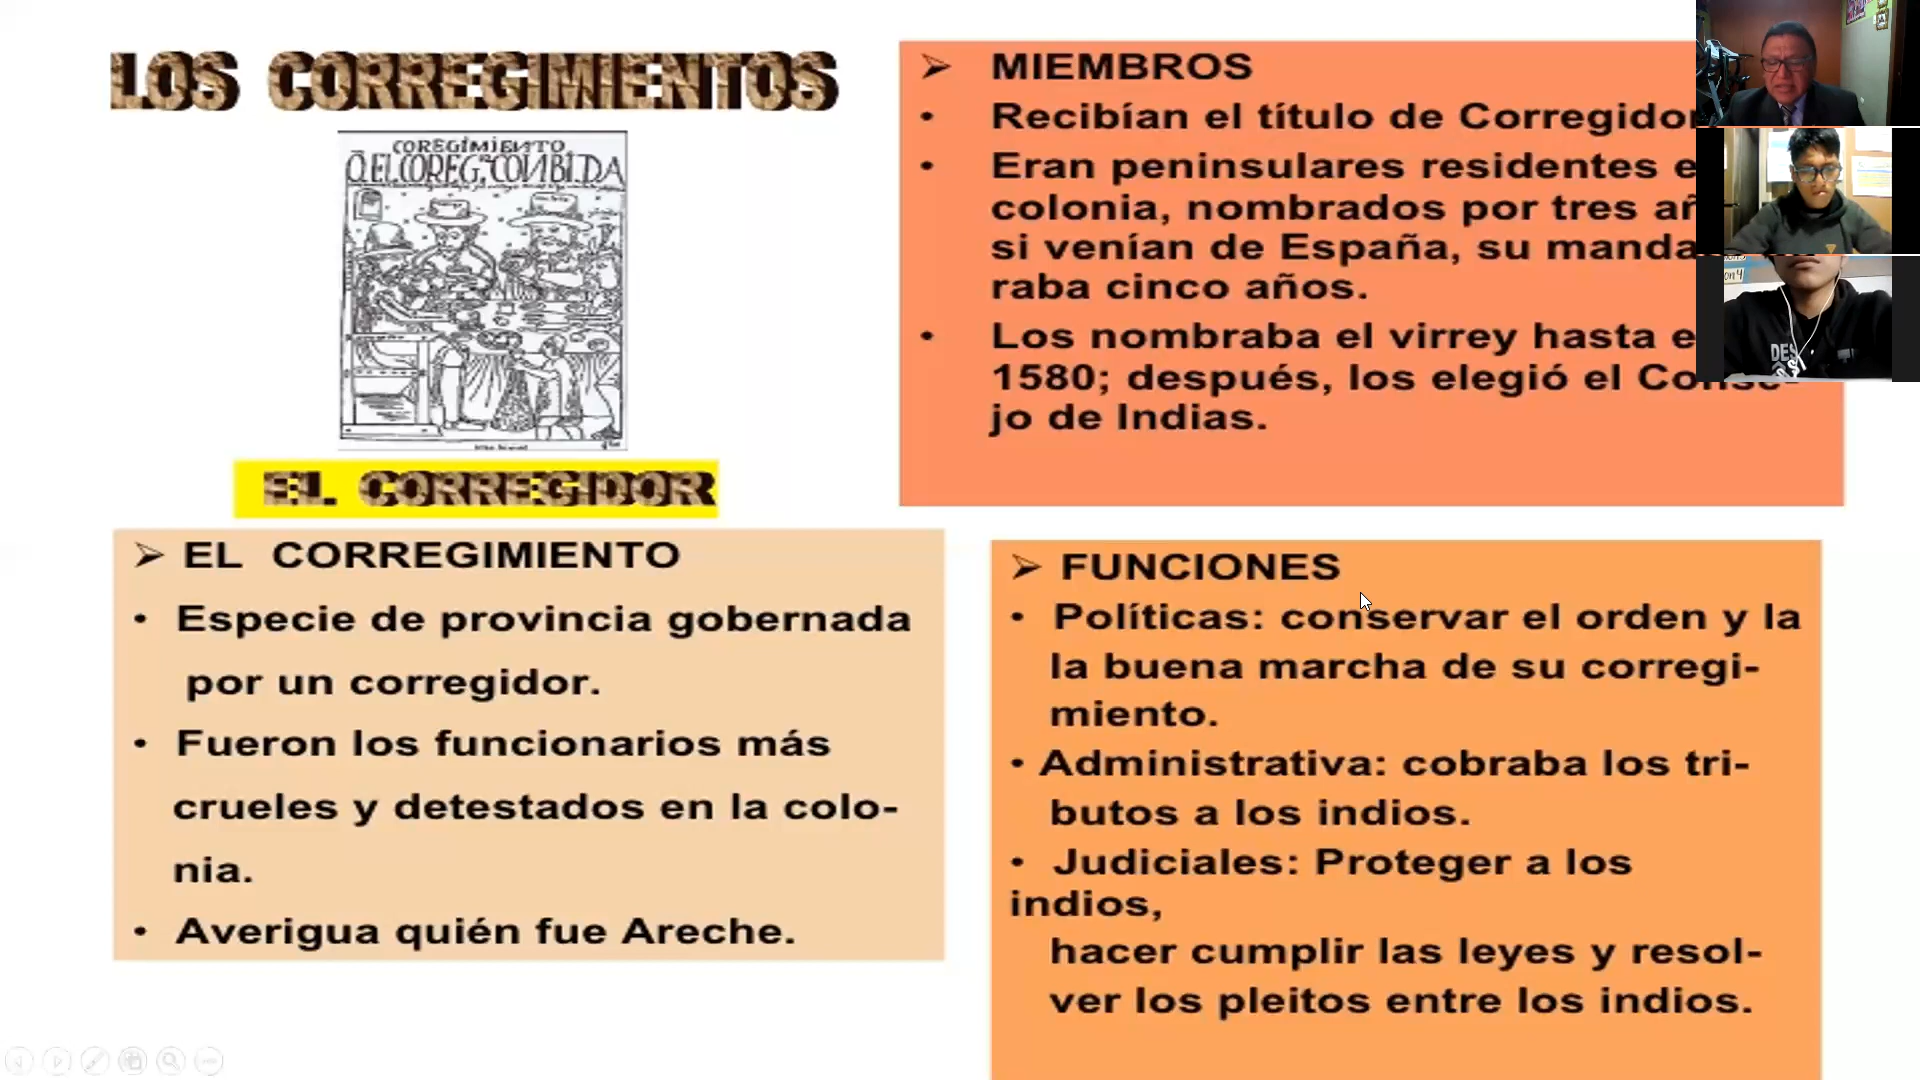 LOS CORREGIMIENTOS
COREGÍMIENTO
EL CORREGIDOR
➢ EL CORREGIMIENTO
• Especie de provincia gobernada
por un corregidor.
• Fueron los funcionarios más
crueles y detestados en la colo-
nia.
• Averigua quién fue Areche.
➢ MIEMBROS
• Recibían el título de Corregidor
• Eran peninsulares residentes
colonia, nombrados por tres
si venían de España, su
raba cinco años.
• Los nombraba el virrey hasta
1580; después, los elegió el Conse-
jo de Indias.
➢ FUNCIONES
• Políticas: conservar el orden y la
la buena marcha de su corregi-
miento.
• Administrativa: cobraba los tri-
butos a los indios.
• Judiciales: Proteger a los
indios,
hacer cumplir las leyes y resol-
ver los pleitos entre los indios.